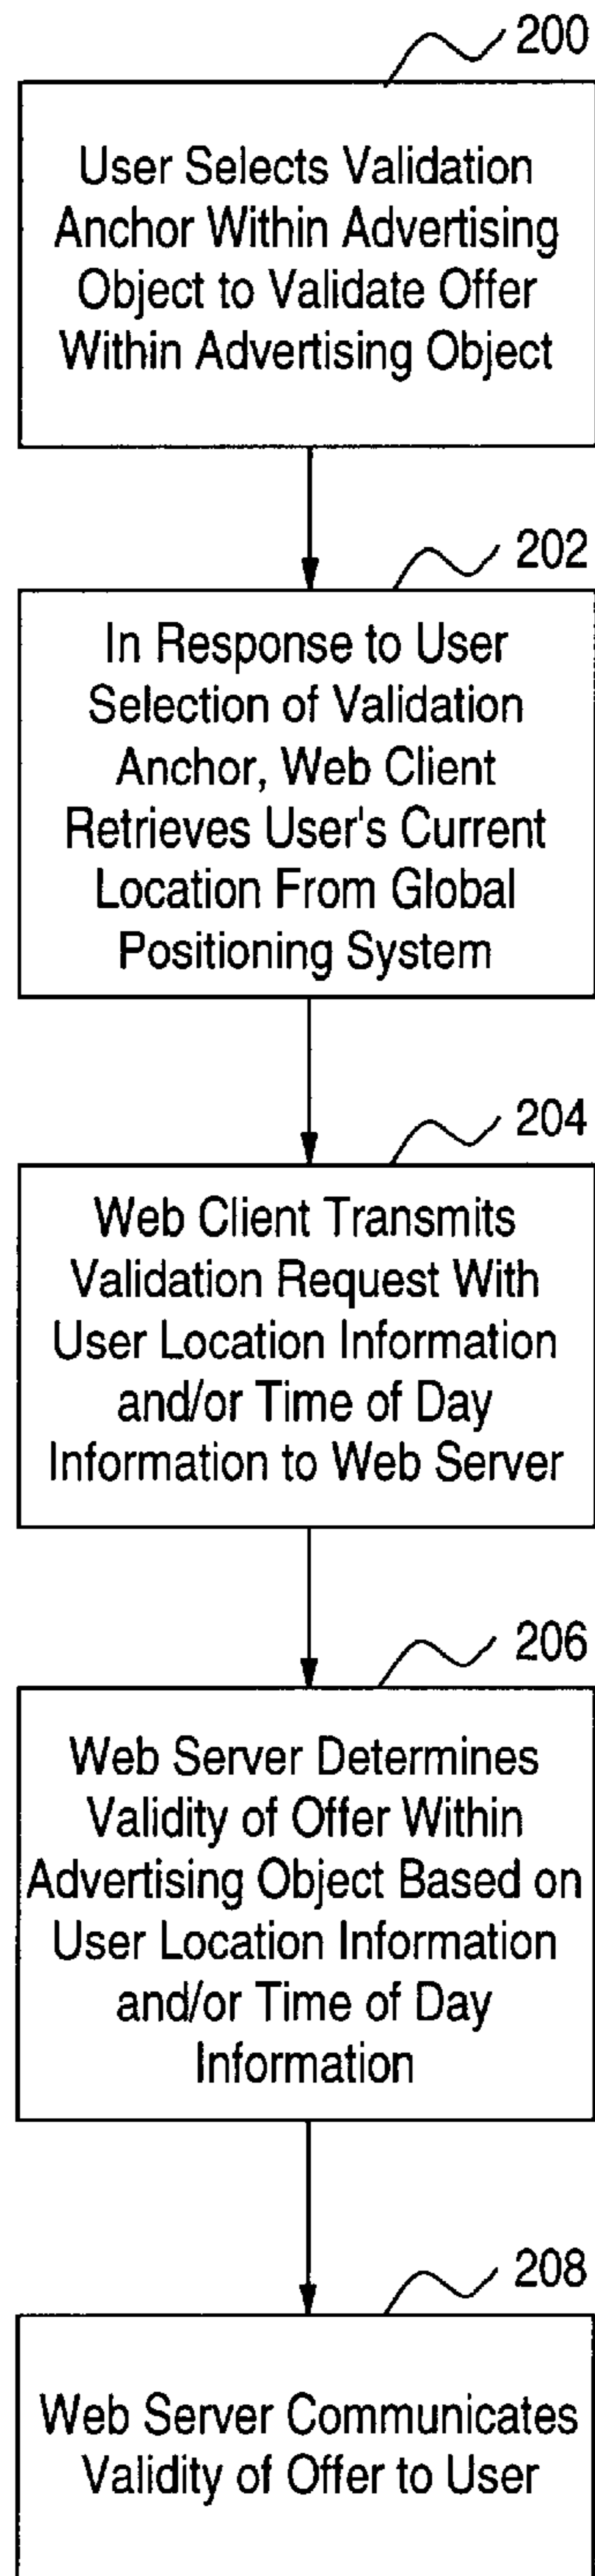 200
User Selects Validation
Anchor Within Advertising
Object to Validate Offer
Within Advertising Object
202
In Response to User
Selection of Validation
Anchor, Web Client
Retrieves User's Current
Location From Global
Positioning System
204
Web Client Transmits
Validation Request With
User Location Information
and/or Time of Day
Information to Web Server
206
Web Server Determines
Validity of Offer Within
Advertising Object Based on
User Location Information
and/or Time of Day
Information
208
Web Server Communicates
Validity of Offer to User